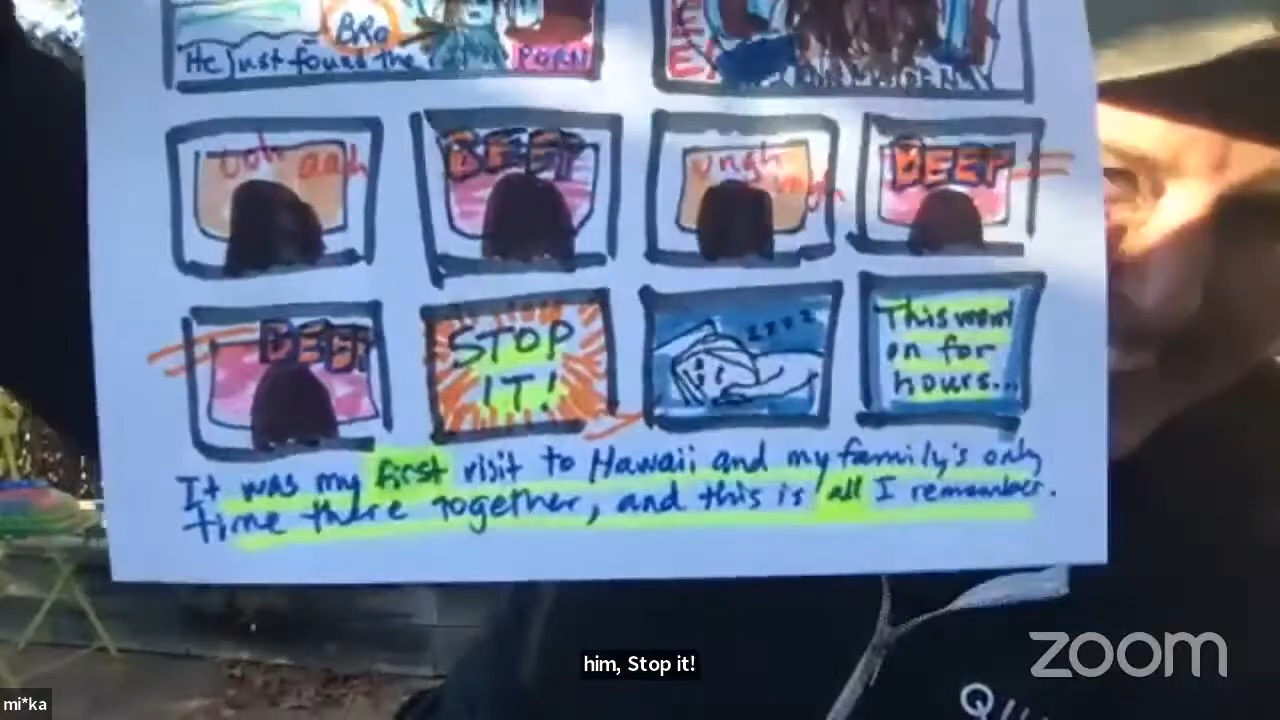 BRO
He just found the
PORN
ooh aah
BEEP
ungh
BEEP
BEEP
STOP
IT!
zzzz
This went
on for
hours...
It was my first visit to Hawaii and my family's only
time there together, and this is all I remember.
him, Stop it!
zoom
mi*ka